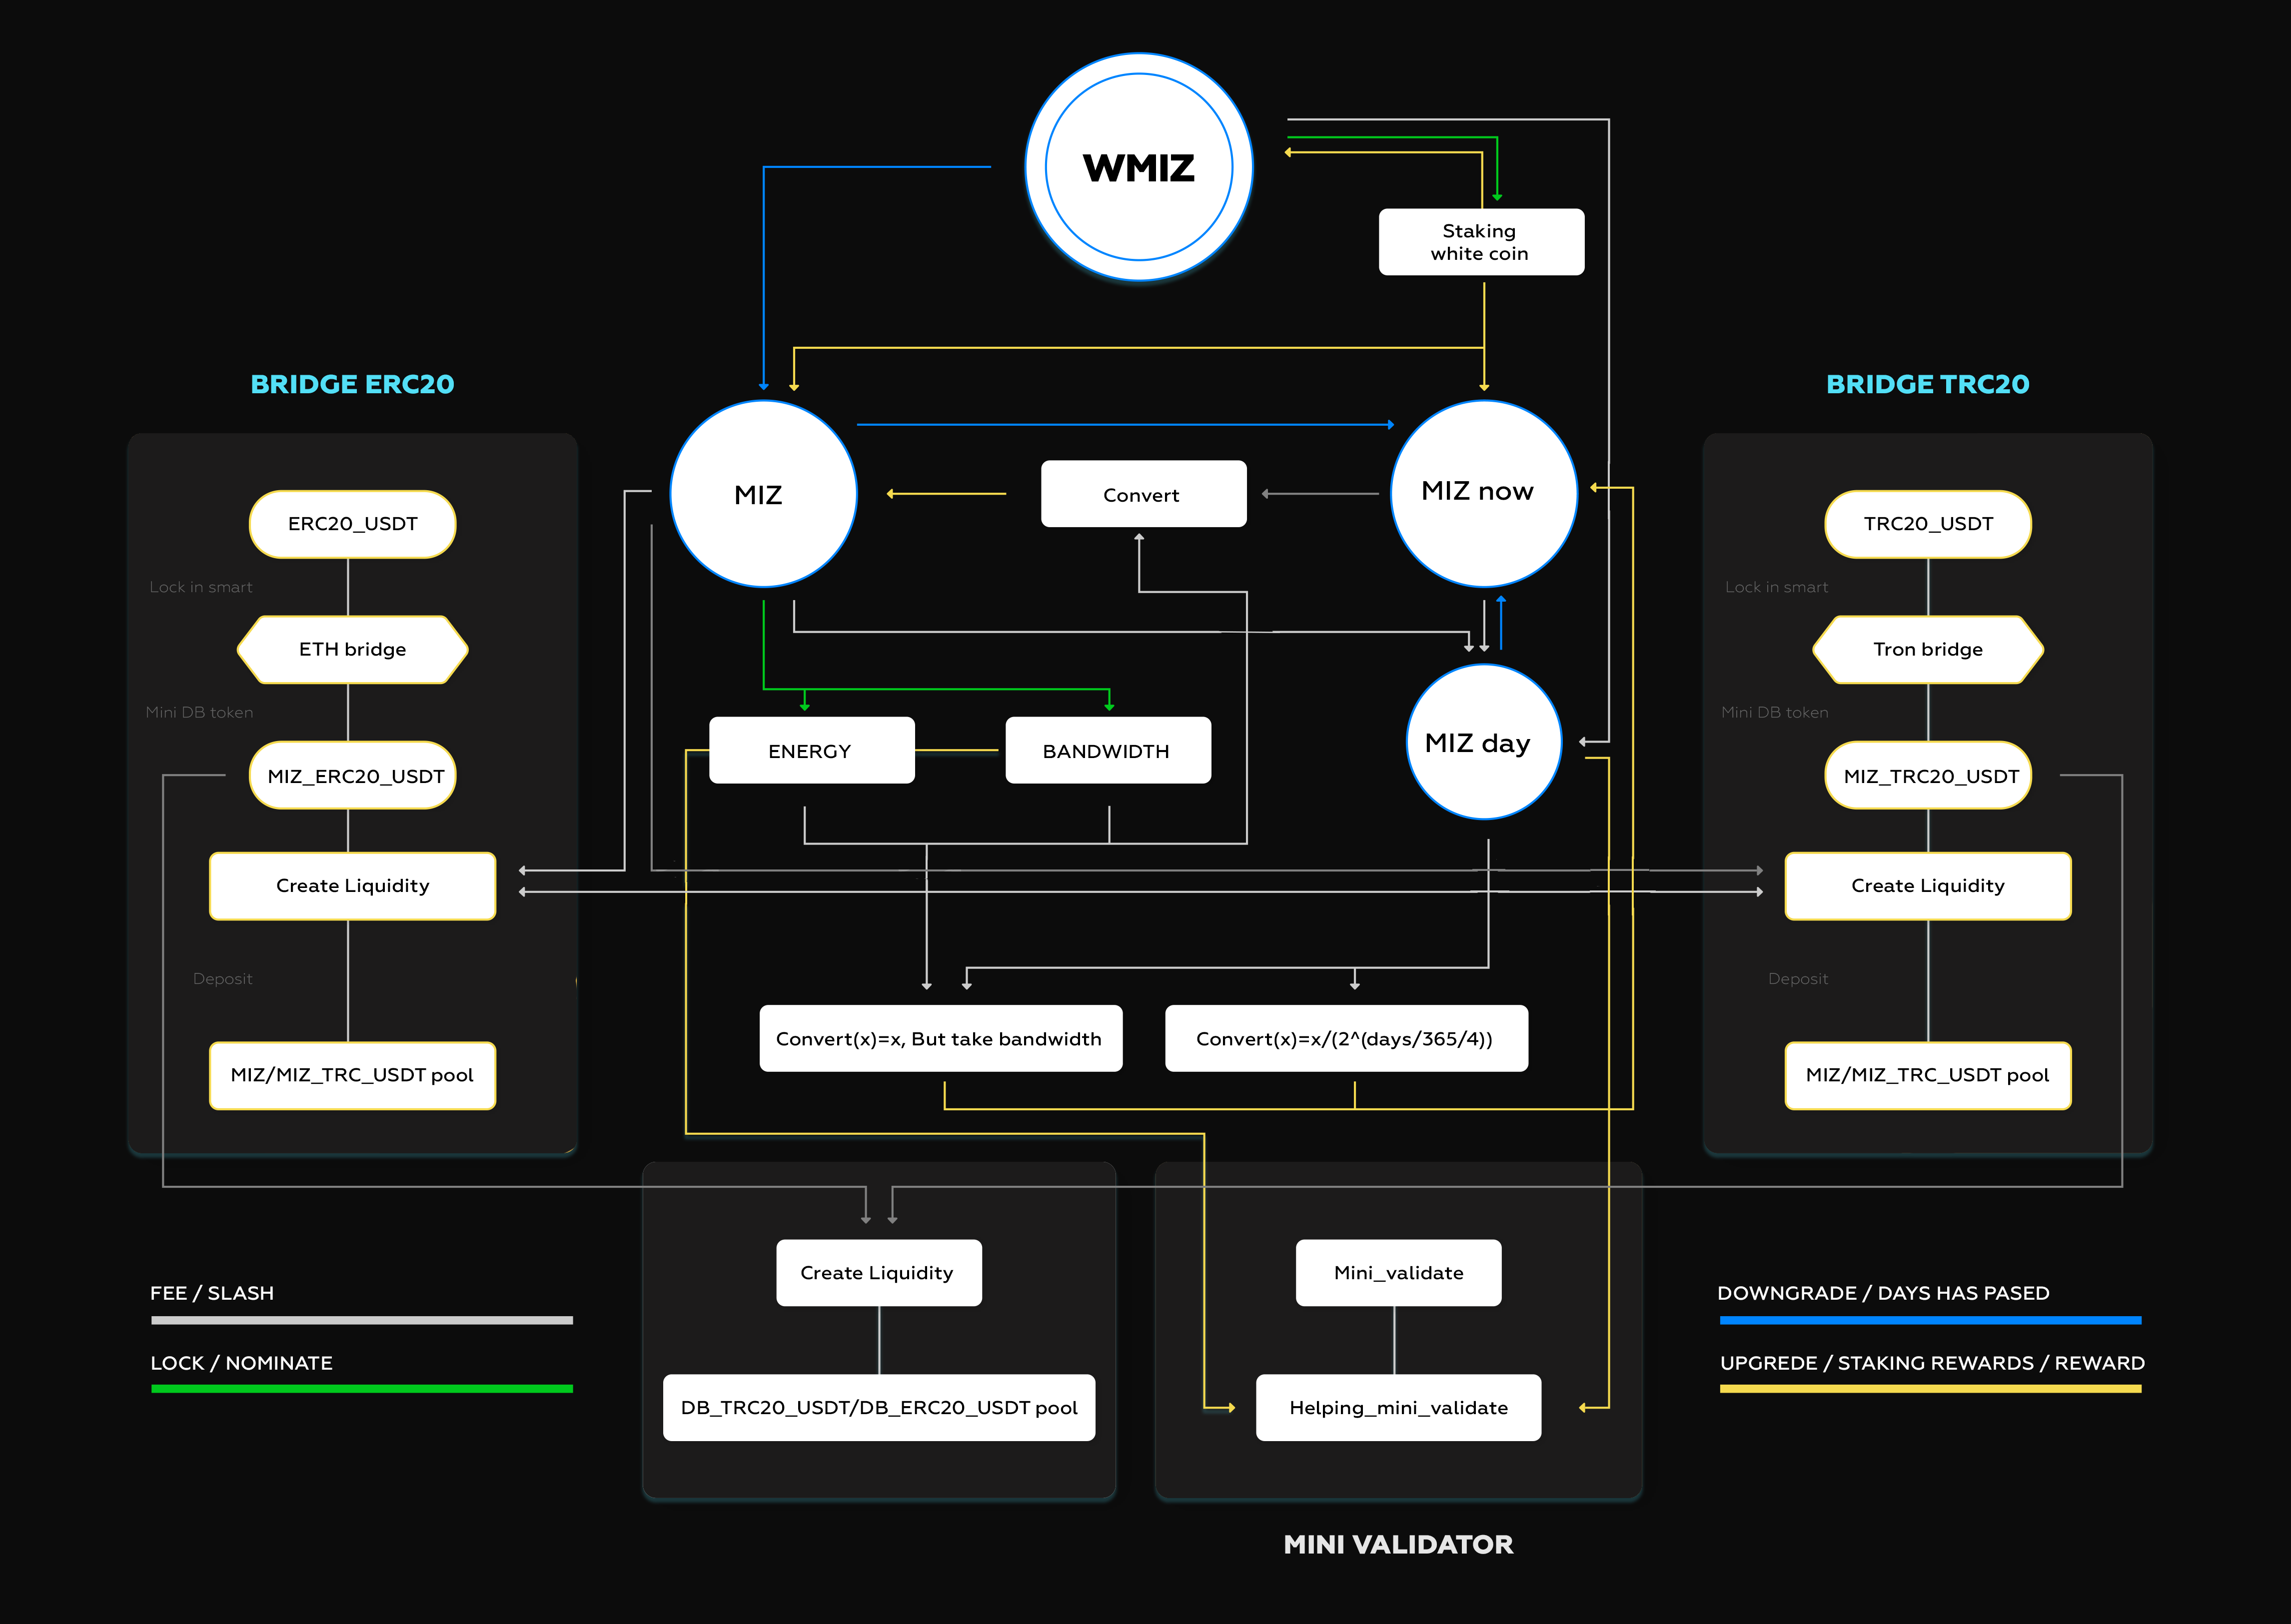 WMIZ
Staking
white coin
BRIDGE ERC20
BRIDGE TRC20
MIZ
Convert
MIZ now
ERC20_USDT
TRC20_USDT
Lock in smart
Lock in smart
ETH bridge
Tron bridge
Mini DB token
Mini DB token
ENERGY
BANDWIDTH
MIZ day
MIZ_ERC20_USDT
MIZ_TRC20_USDT
Create Liquidity
Create Liquidity
Deposit
Deposit
Convert(x)=x, But take bandwidth
Convert(x)=x/(2^(days/365/4))
MIZ/MIZ_TRC_USDT pool
MIZ/MIZ_TRC_USDT pool
Create Liquidity
Mini_validate
FEE / SLASH
DOWNGRADE / DAYS HAS PASED
LOCK / NOMINATE
UPGREDE / STAKING REWARDS / REWARD
DB_TRC20_USDT/DB_ERC20_USDT pool
Helping_mini_validate
MINI VALIDATOR